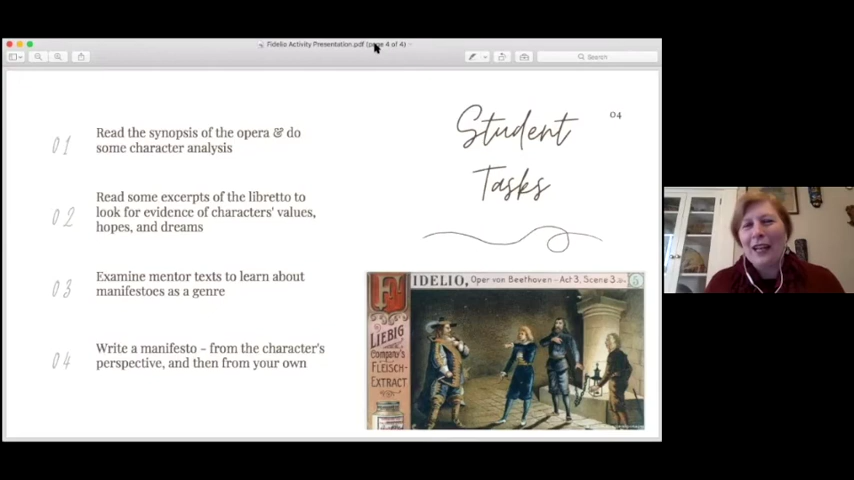 Fidelio Activity Presentation.pdf (page 4 of 4)
Search
04
Student
Tasks
01
Read the synopsis of the opera & do
some character analysis
02
Read some excerpts of the libretto to
look for evidence of characters' values,
hopes, and dreams
03
Examine mentor texts to learn about
manifestoes as a genre
04
Write a manifesto – from the character's
perspective, and then from your own
FIDELIO, Oper von Beethoven – Act 3, Scene 3.
5
LIEBIG
Company's
FLEISCH-
EXTRACT